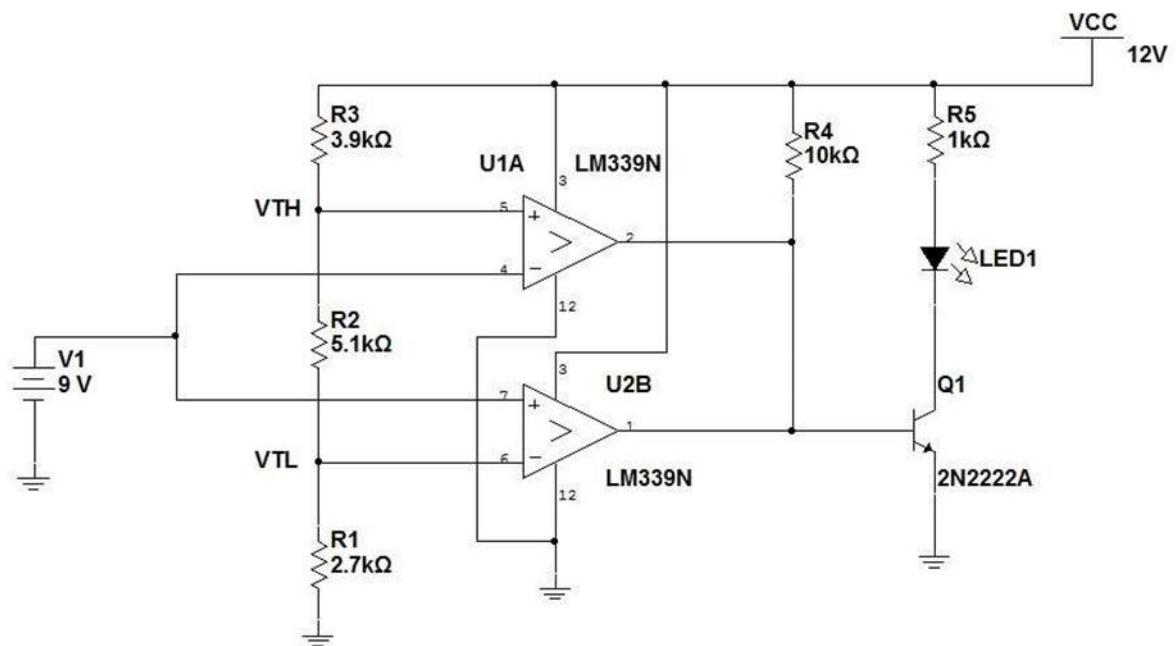 VCC
12V
R3
3.9kΩ
R5
1kΩ
R4
10kΩ
U1A
LM339N
3
VTH
5
2
4
LED1
12
R2
5.1kΩ
V1
9 V
3
U2B
Q1
7
1
VTL
6
LM339N
2N2222A
12
R1
2.7kΩ